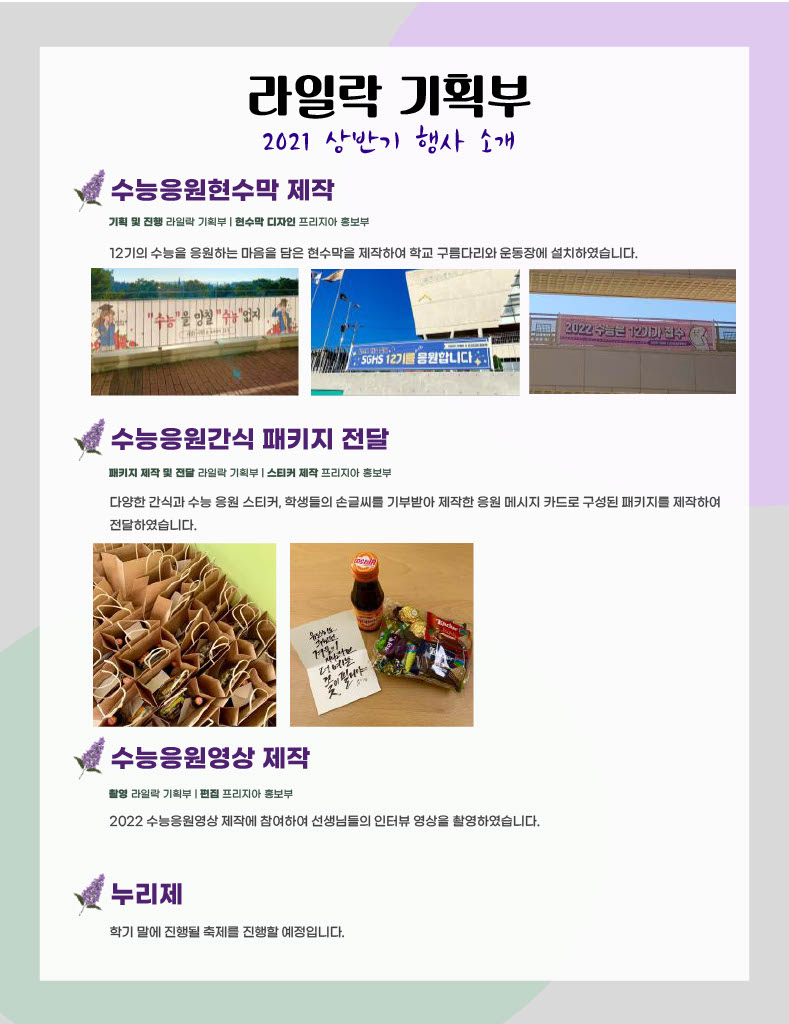 라일락 기획부
2021 상반기 행사 소개
수능응원현수막 제작
기획 및 진행 라일락 기획부 | 현수막 디자인 프리지아 홍보부
12기의 수능을 응원하는 마음을 담은 현수막을 제작하여 학교 구름다리와 운동장에 설치하였습니다.
"수능"을 망칠 "수능"없지
SGHS 12기를 응원합니다
2022 수능은 12기가 접수
수능응원간식 패키지 전달
패키지 제작 및 전달 라일락 기획부 | 스티커 제작 프리지아 홍보부
다양한 간식과 수능 응원 스티커, 학생들의 손글씨를 기부받아 제작한 응원 메시지 카드로 구성된 패키지를 제작하여
전달하였습니다.
수능응원영상 제작
촬영 라일락 기획부 | 편집 프리지아 홍보부
2022 수능응원영상 제작에 참여하여 선생님들의 인터뷰 영상을 촬영하였습니다.
누리제
학기 말에 진행될 축제를 진행할 예정입니다.